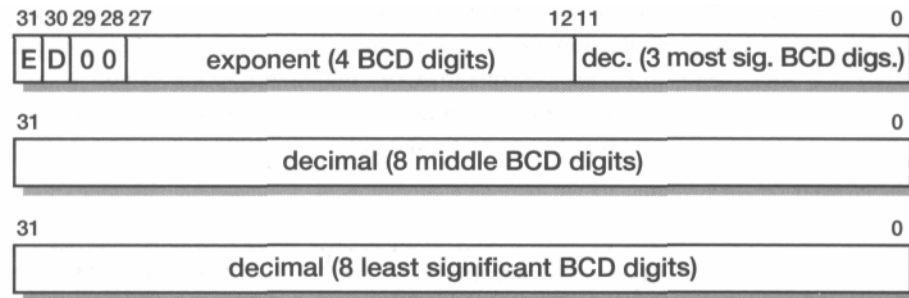 31 30 29 28 27 12 11 0
E D 0 0 exponent (4 BCD digits) dec. (3 most sig. BCD digs.)
31 0
decimal (8 middle BCD digits)
31 0
decimal (8 least significant BCD digits)